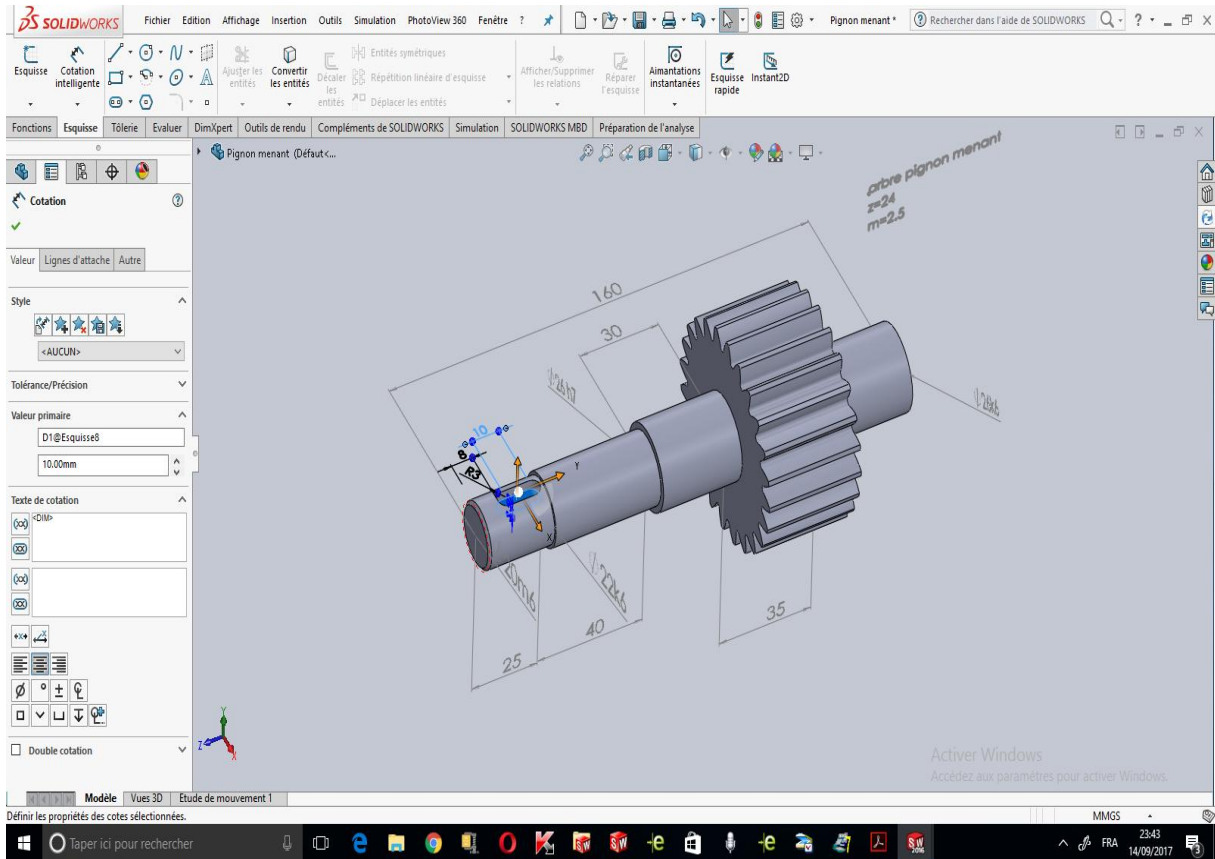 SOLIDWORKS Fichier Edition Affichage Insertion Outils Simulation PhotoView 360 Fenêtre ? Pignon menant * Rechercher dans l'aide de SOLIDWORKS
Esquisse Cotation intelligente Ajuster les entités Convertir les entités Décaler les entités Entités symétriques
Répétition linéaire d'esquisse
Déplacer les entités
Afficher/Supprimer les relations Réparer l'esquisse Aimantations instantanées Esquisse rapide Instant2D
Fonctions Esquisse Tôlerie Evaluer DimXpert Outils de rendu Compléments de SOLIDWORKS Simulation SOLIDWORKS MBD Préparation de l'analyse
Pignon menant (Défaut<...
Cotation
Valeur Lignes d'attache Autre
Style
<AUCUN>
Tolérance/Précision
Valeur primaire
D1@Esquisse8
10.00mm
Texte de cotation
<DIM>
Double cotation
arbre pignon menant
z=24
m=2.5
160
30
10
8
R3
Y
X
40
35
25
Y
Z
X
Activer Windows
Accédez aux paramètres pour activer Windows.
Modèle Vues 3D Etude de mouvement 1
Définir les propriétés des cotes sélectionnées. MMGS
Taper ici pour rechercher
FRA
23:43
14/09/2017